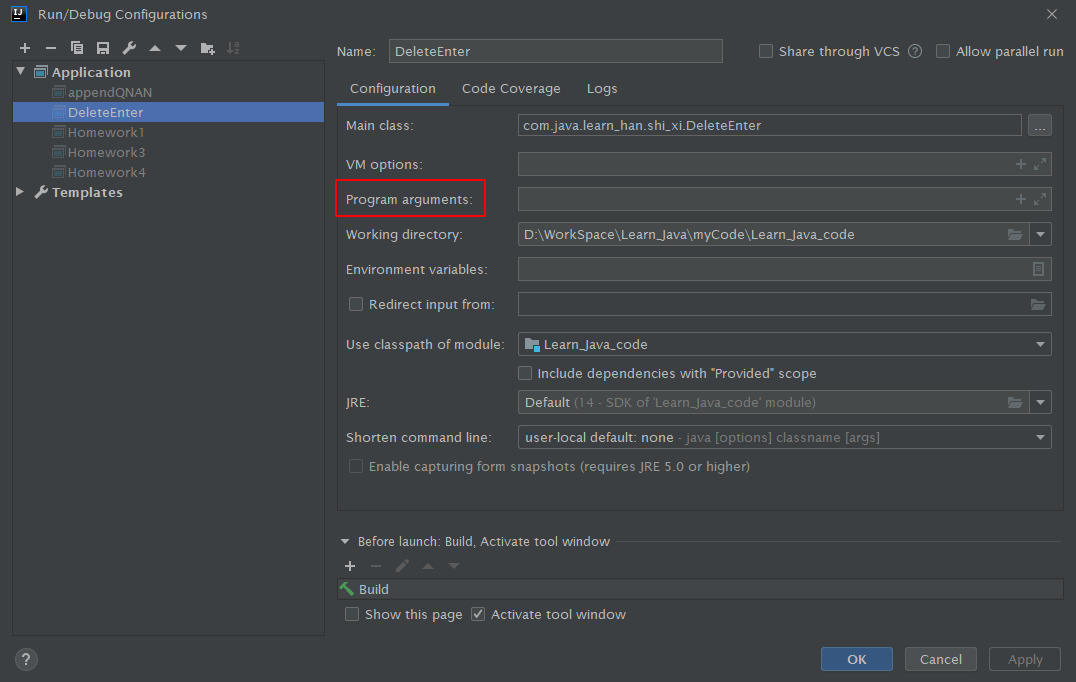 IJ Run/Debug Configurations
Name: DeleteEnter Share through VCS ? Allow parallel run
Application
appendQNAN
DeleteEnter
Homework1
Homework3
Homework4
Templates
Configuration Code Coverage Logs
Main class: com.java.learn_han.shi_xi.DeleteEnter ...
VM options:
Program arguments:
Working directory: D:\WorkSpace\Learn_Java\myCode\Learn_Java_code
Environment variables:
Redirect input from:
Use classpath of module: Learn_Java_code
Include dependencies with "Provided" scope
JRE: Default (14 - SDK of 'Learn_Java_code' module)
Shorten command line: user-local default: none - java [options] classname [args]
Enable capturing form snapshots (requires JRE 5.0 or higher)
Before launch: Build, Activate tool window
Build
Show this page Activate tool window
? OK Cancel Apply